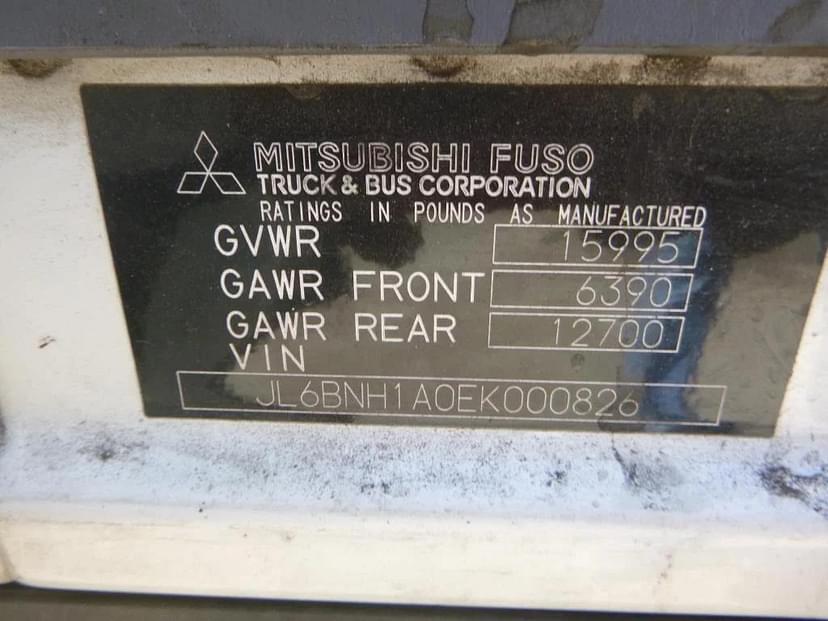 MITSUBISHI FUSO
TRUCK & BUS CORPORATION
RATINGS IN POUNDS AS MANUFACTURED
GVWR 15995
GAWR FRONT 6390
GAWR REAR 12700
VIN
JL6BNH1A0EK000826